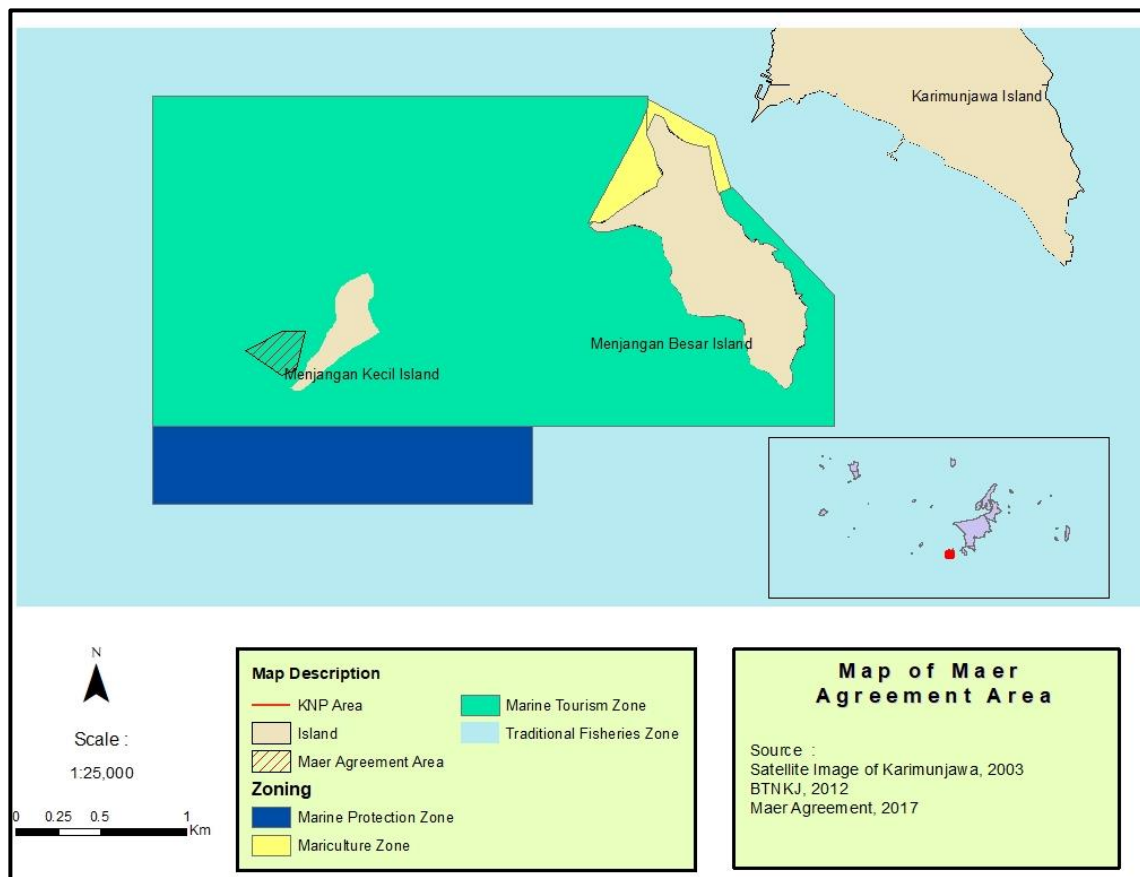 Karimunjawa Island
Menjangan Besar Island
Menjangan Kecil Island
N
Scale :
1:25,000
0 0.25 0.5 1
Km
Map Description
KNP Area
Island
Maer Agreement Area
Zoning
Marine Protection Zone
Mariculture Zone
Marine Tourism Zone
Traditional Fisheries Zone
Map of Maer
Agreement Area
Source :
Satellite Image of Karimunjawa, 2003
BTNKJ, 2012
Maer Agreement, 2017